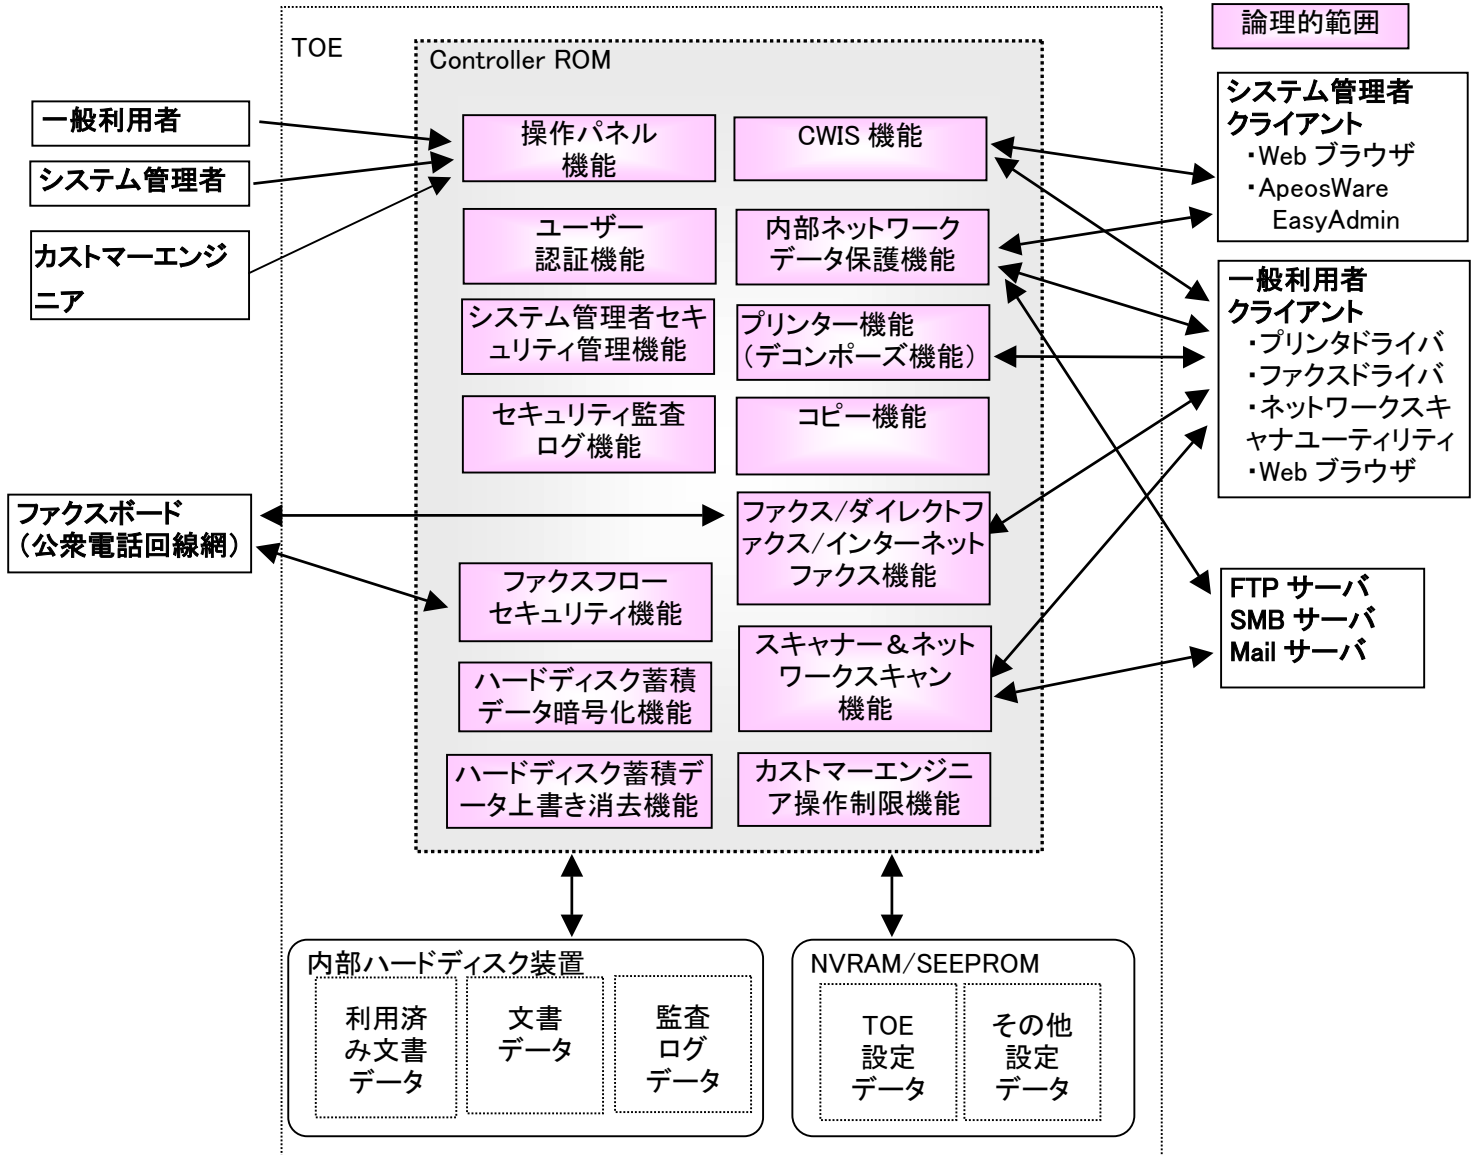 論理的範囲
TOE
Controller ROM
一般利用者
システム管理者
カストマーエンジ
ニア
ファクスボード
(公衆電話回線網)
操作パネル
機能
ユーザー
認証機能
システム管理者セキ
ュリティ管理機能
セキュリティ監査
ログ機能
ファクスフロー
セキュリティ機能
ハードディスク蓄積
データ暗号化機能
ハードディスク蓄積デ
ータ上書き消去機能
CWIS 機能
内部ネットワーク
データ保護機能
プリンター機能
(デコンポーズ機能)
コピー機能
ファクス/ダイレクトフ
ァクス/インターネット
ファクス機能
スキャナー&ネット
ワークスキャン
機能
カストマーエンジニ
ア操作制限機能
システム管理者
クライアント
・Web ブラウザ
・ApeosWare
EasyAdmin
一般利用者
クライアント
・プリンタドライバ
・ファクスドライバ
・ネットワークスキ
ャナユーティリティ
・Web ブラウザ
FTP サーバ
SMB サーバ
Mail サーバ
内部ハードディスク装置
利用済
み文書
データ
文書
データ
監査
ログ
データ
NVRAM/SEEPROM
TOE
設定
データ
その他
設定
データ